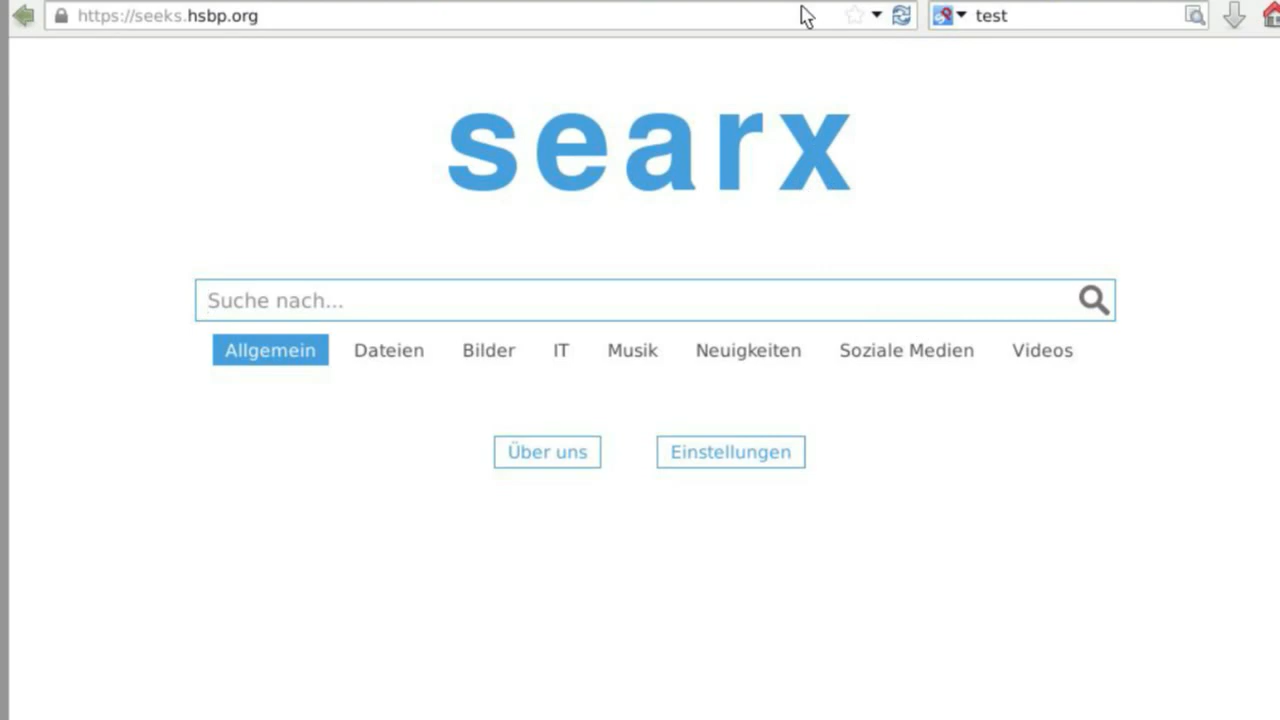 https://seeks.hsbp.org test
searx
Suche nach...
Allgemein Dateien Bilder IT Musik Neuigkeiten Soziale Medien Videos
Über uns Einstellungen